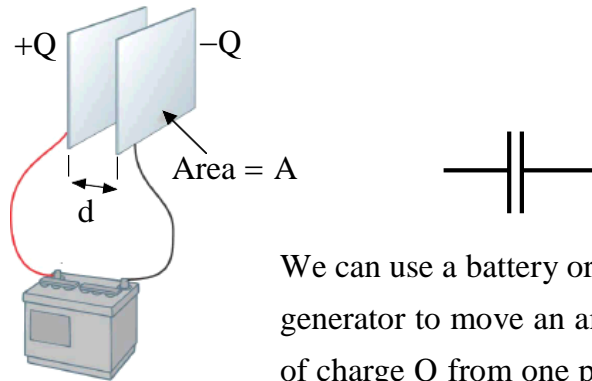 +Q
−Q
Area = A
d
We can use a battery or
generator to move an
of charge Q from one